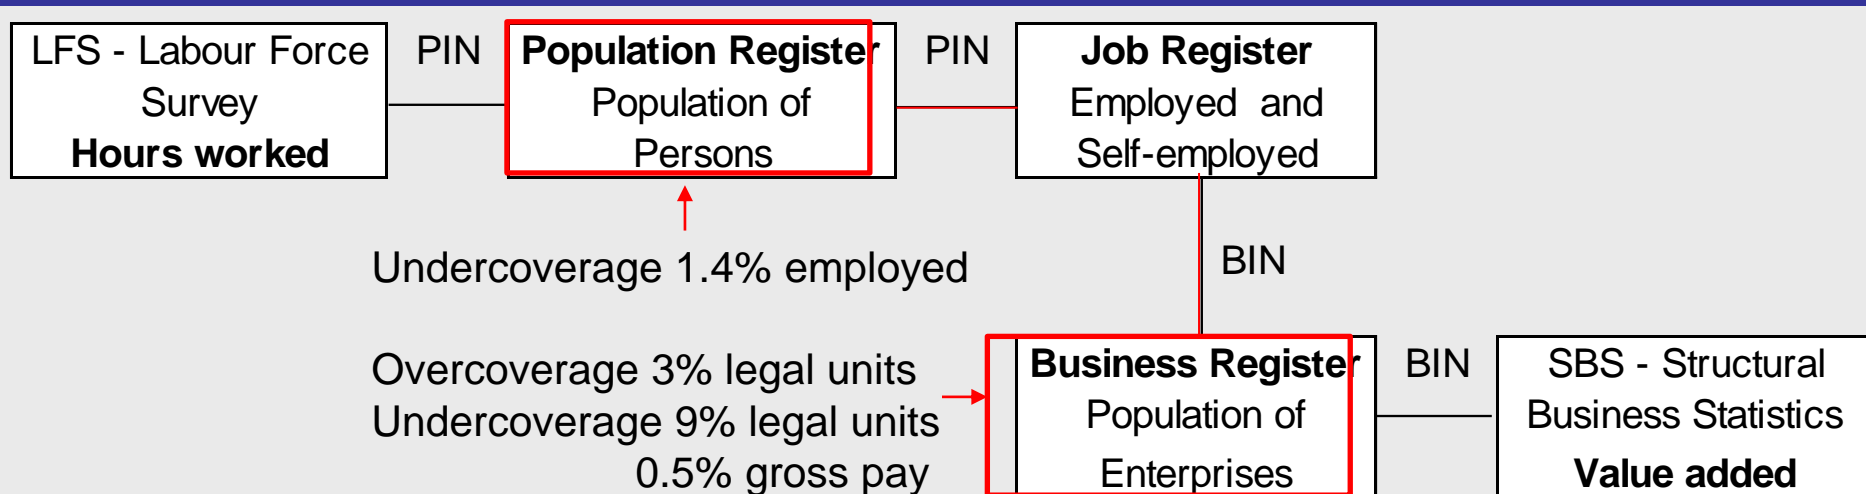 LFS - Labour Force
Survey
Hours worked
PIN
Population Register
Population of
Persons
PIN
Job Register
Employed and
Self-employed
Undercoverage 1.4% employed
BIN
Overcoverage 3% legal units
Undercoverage 9% legal units
0.5% gross pay
Business Register
Population of
Enterprises
BIN
SBS - Structural
Business Statistics
Value added